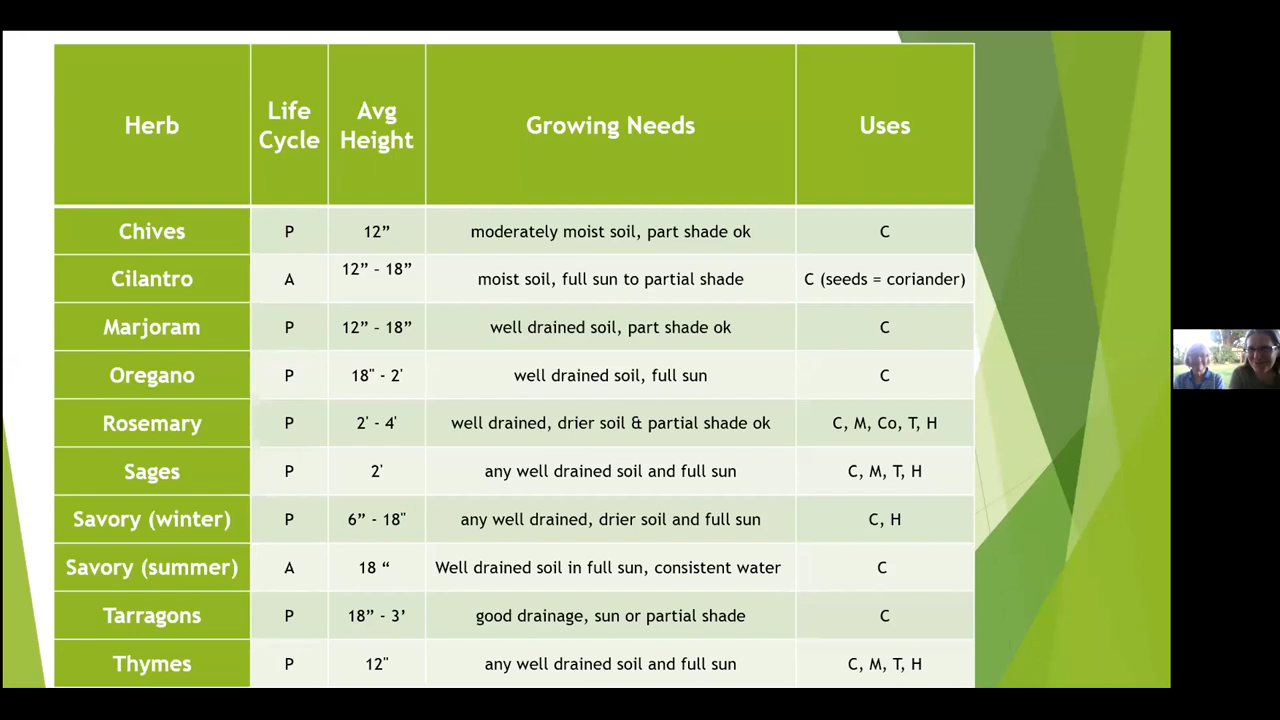 Herb Life Cycle Avg Height Growing Needs Uses
Chives P 12” moderately moist soil, part shade ok C
Cilantro A 12” – 18” moist soil, full sun to partial shade C (seeds = coriander)
Marjoram P 12” – 18” well drained soil, part shade ok C
Oregano P 18" - 2' well drained soil, full sun C
Rosemary P 2' - 4' well drained, drier soil & partial shade ok C, M, Co, T, H
Sages P 2' any well drained soil and full sun C, M, T, H
Savory (winter) P 6” - 18" any well drained, drier soil and full sun C, H
Savory (summer) A 18 “ Well drained soil in full sun, consistent water C
Tarragons P 18” - 3’ good drainage, sun or partial shade C
Thymes P 12" any well drained soil and full sun C, M, T, H